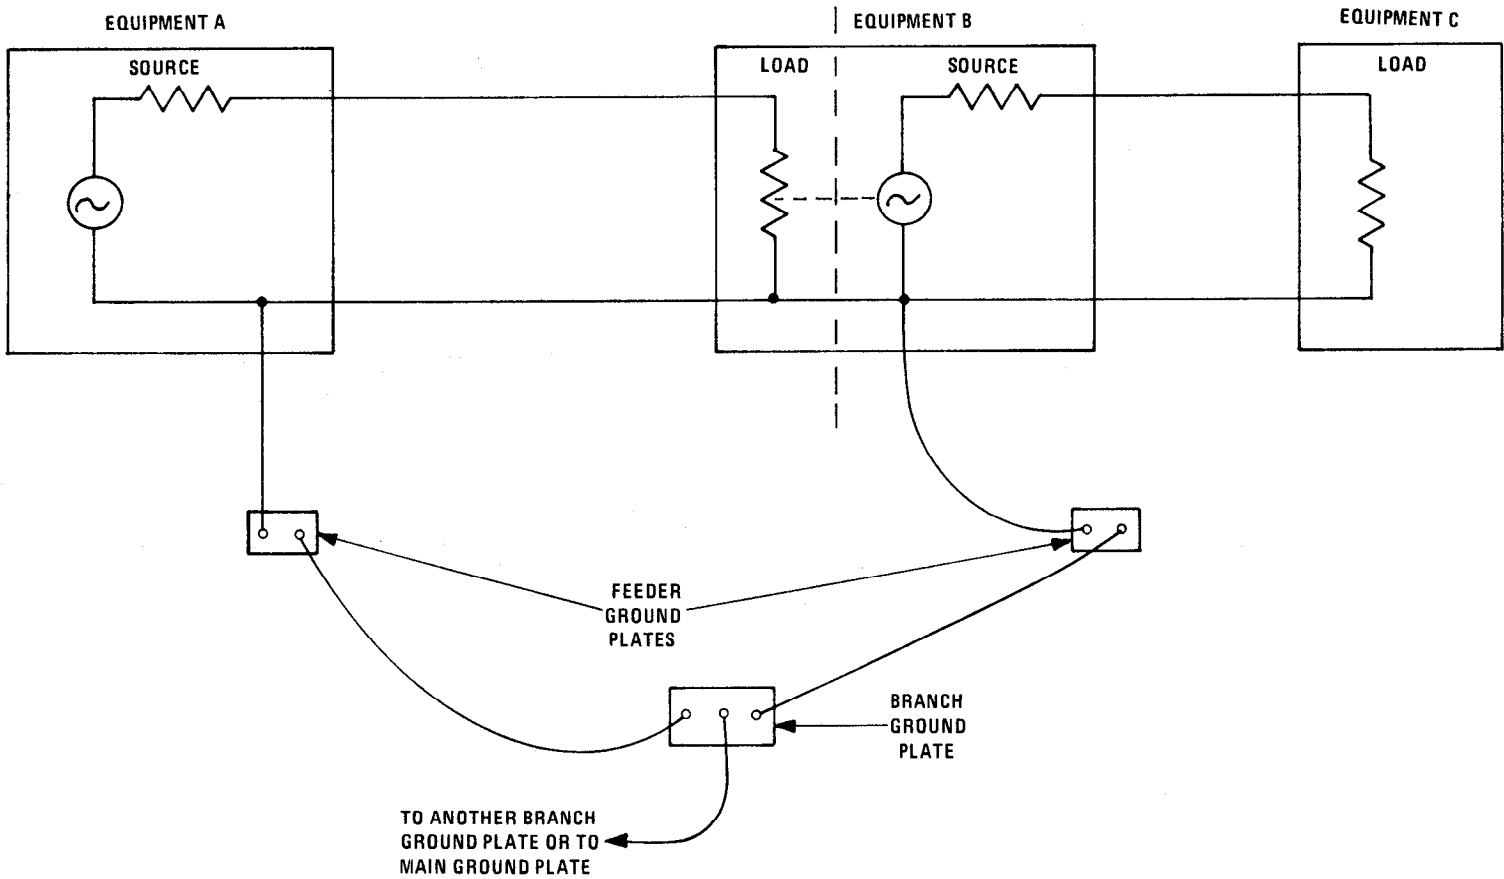 EQUIPMENT A
EQUIPMENT B
EQUIPMENT C
SOURCE
LOAD
SOURCE
LOAD
FEEDER
GROUND
PLATES
BRANCH
GROUND
PLATE
TO ANOTHER BRANCH
GROUND PLATE OR TO
MAIN GROUND PLATE